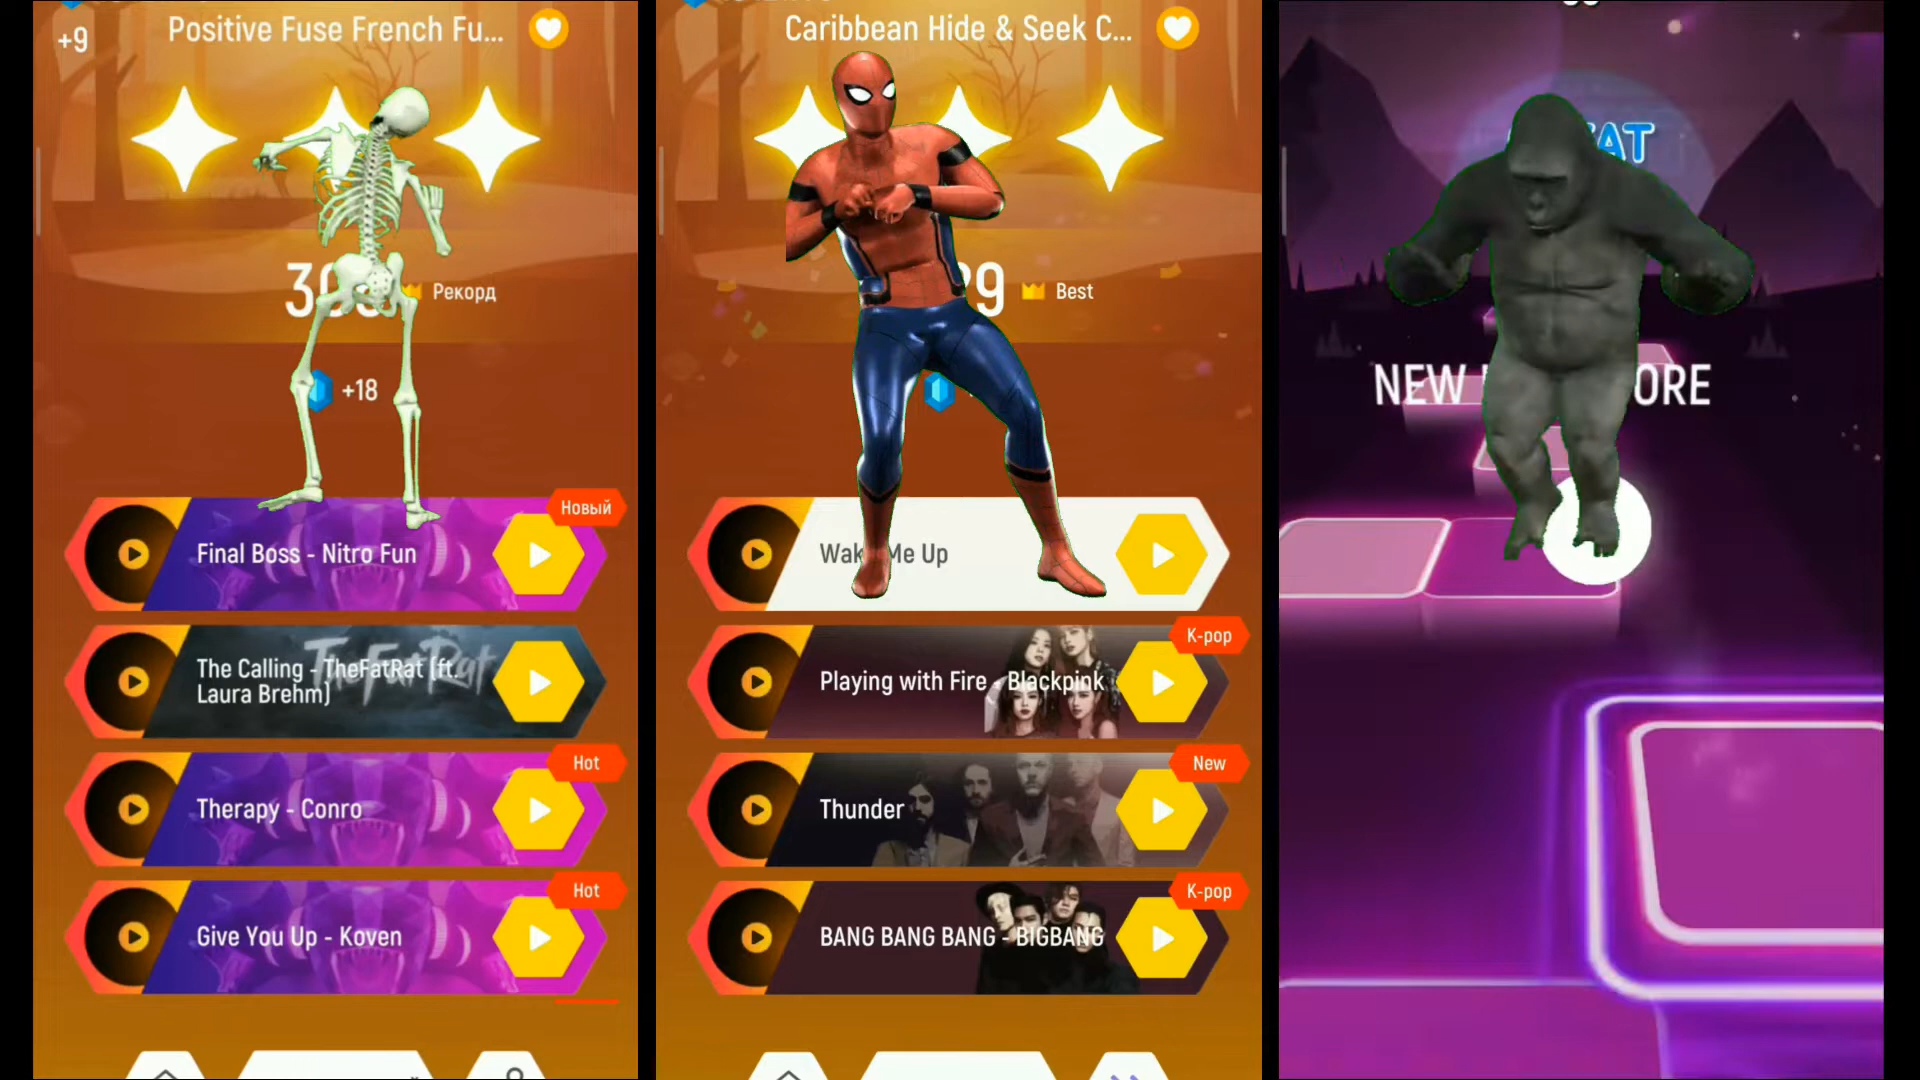 +9
Positive Fuse French Fu...
Рекорд
+18
Новый
Final Boss - Nitro Fun
The Calling - TheFatRat (ft.
Laura Brehm)
TheFatRat
Hot
Therapy - Conro
Hot
Give You Up - Koven
Caribbean Hide & Seek C...
Best
Me Up
K-pop
Playing with Fire - Blackpink
New
Thunder
K-pop
BANG BANG BANG - BIGBANG
NEW